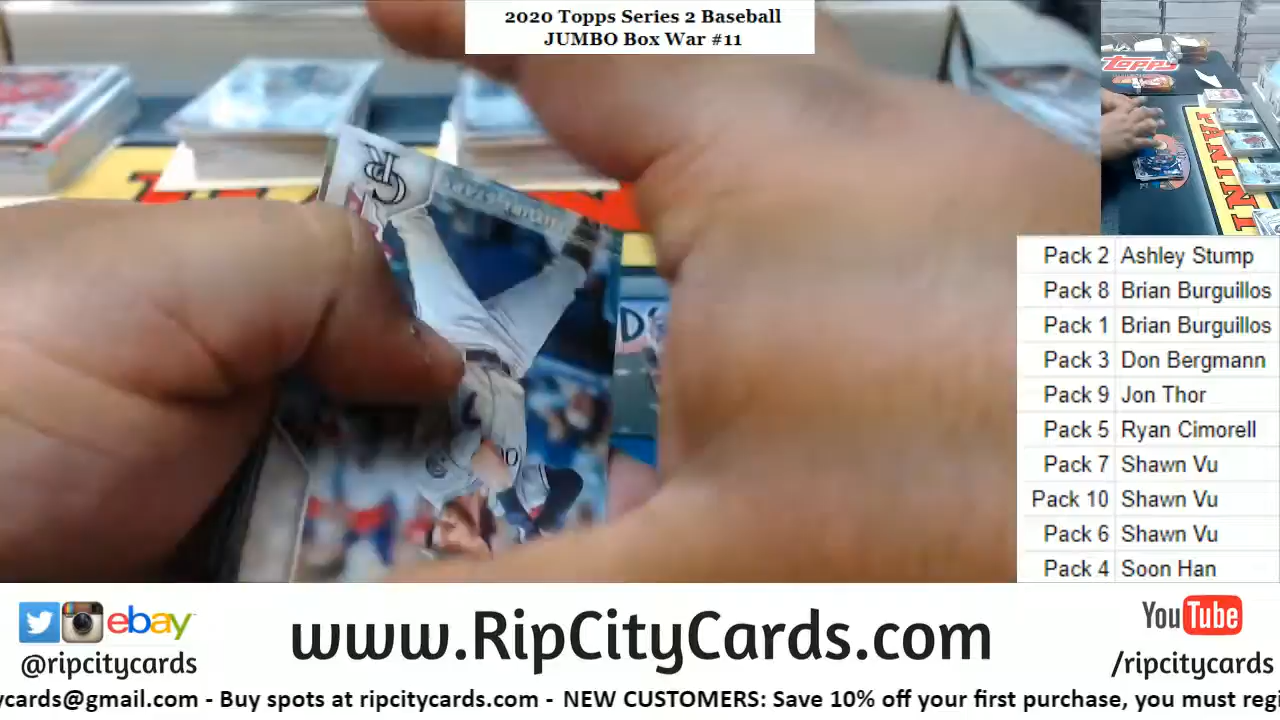 2020 Topps Series 2 Baseball
JUMBO Box War #11
Topps
PANINI
CR
Pack 2 Ashley Stump
Pack 8 Brian Burguillos
Pack 1 Brian Burguillos
Pack 3 Don Bergmann
Pack 9 Jon Thor
Pack 5 Ryan Cimorell
Pack 7 Shawn Vu
Pack 10 Shawn Vu
Pack 6 Shawn Vu
Pack 4 Soon Han
ebay
@ripcitycards
www.RipCityCards.com
YouTube
/ripcitycards
ycards@gmail.com - Buy spots at ripcitycards.com - NEW CUSTOMERS: Save 10% off your first purchase, you must regi